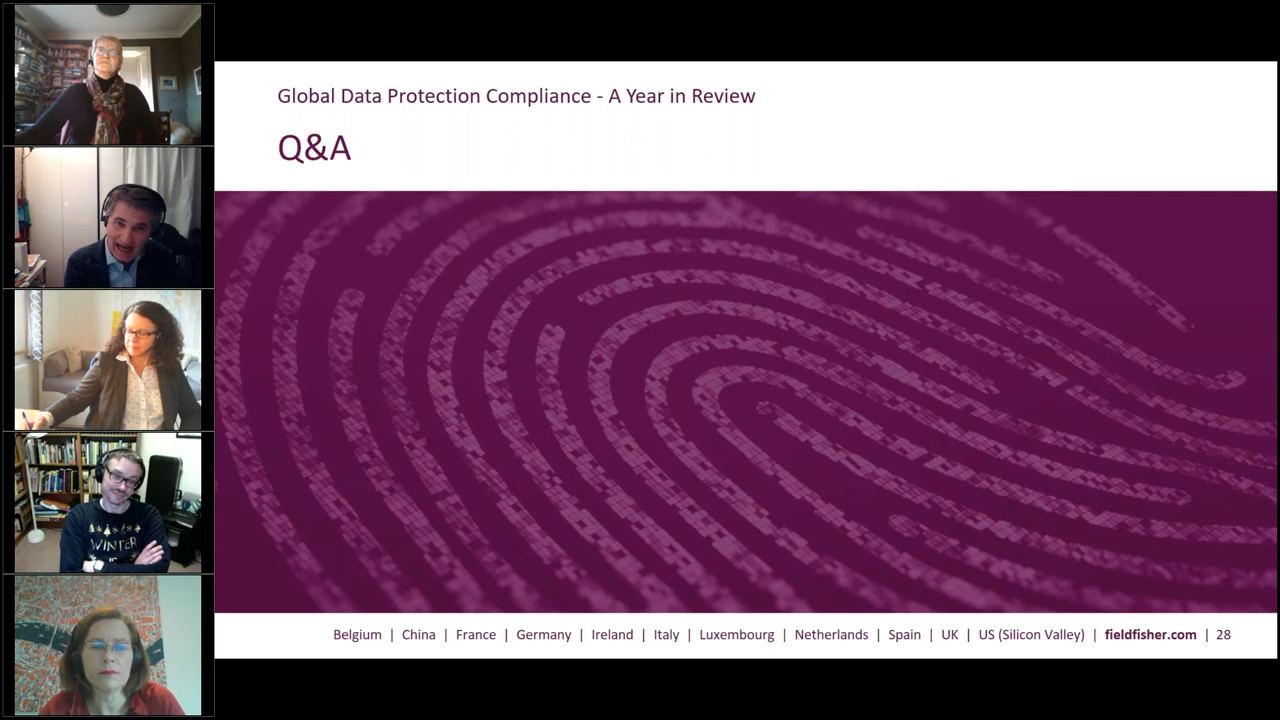 Global Data Protection Compliance - A Year in Review
Q&A
WINTER
Belgium | China | France | Germany | Ireland | Italy | Luxembourg | Netherlands | Spain | UK | US (Silicon Valley) | fieldfisher.com | 28